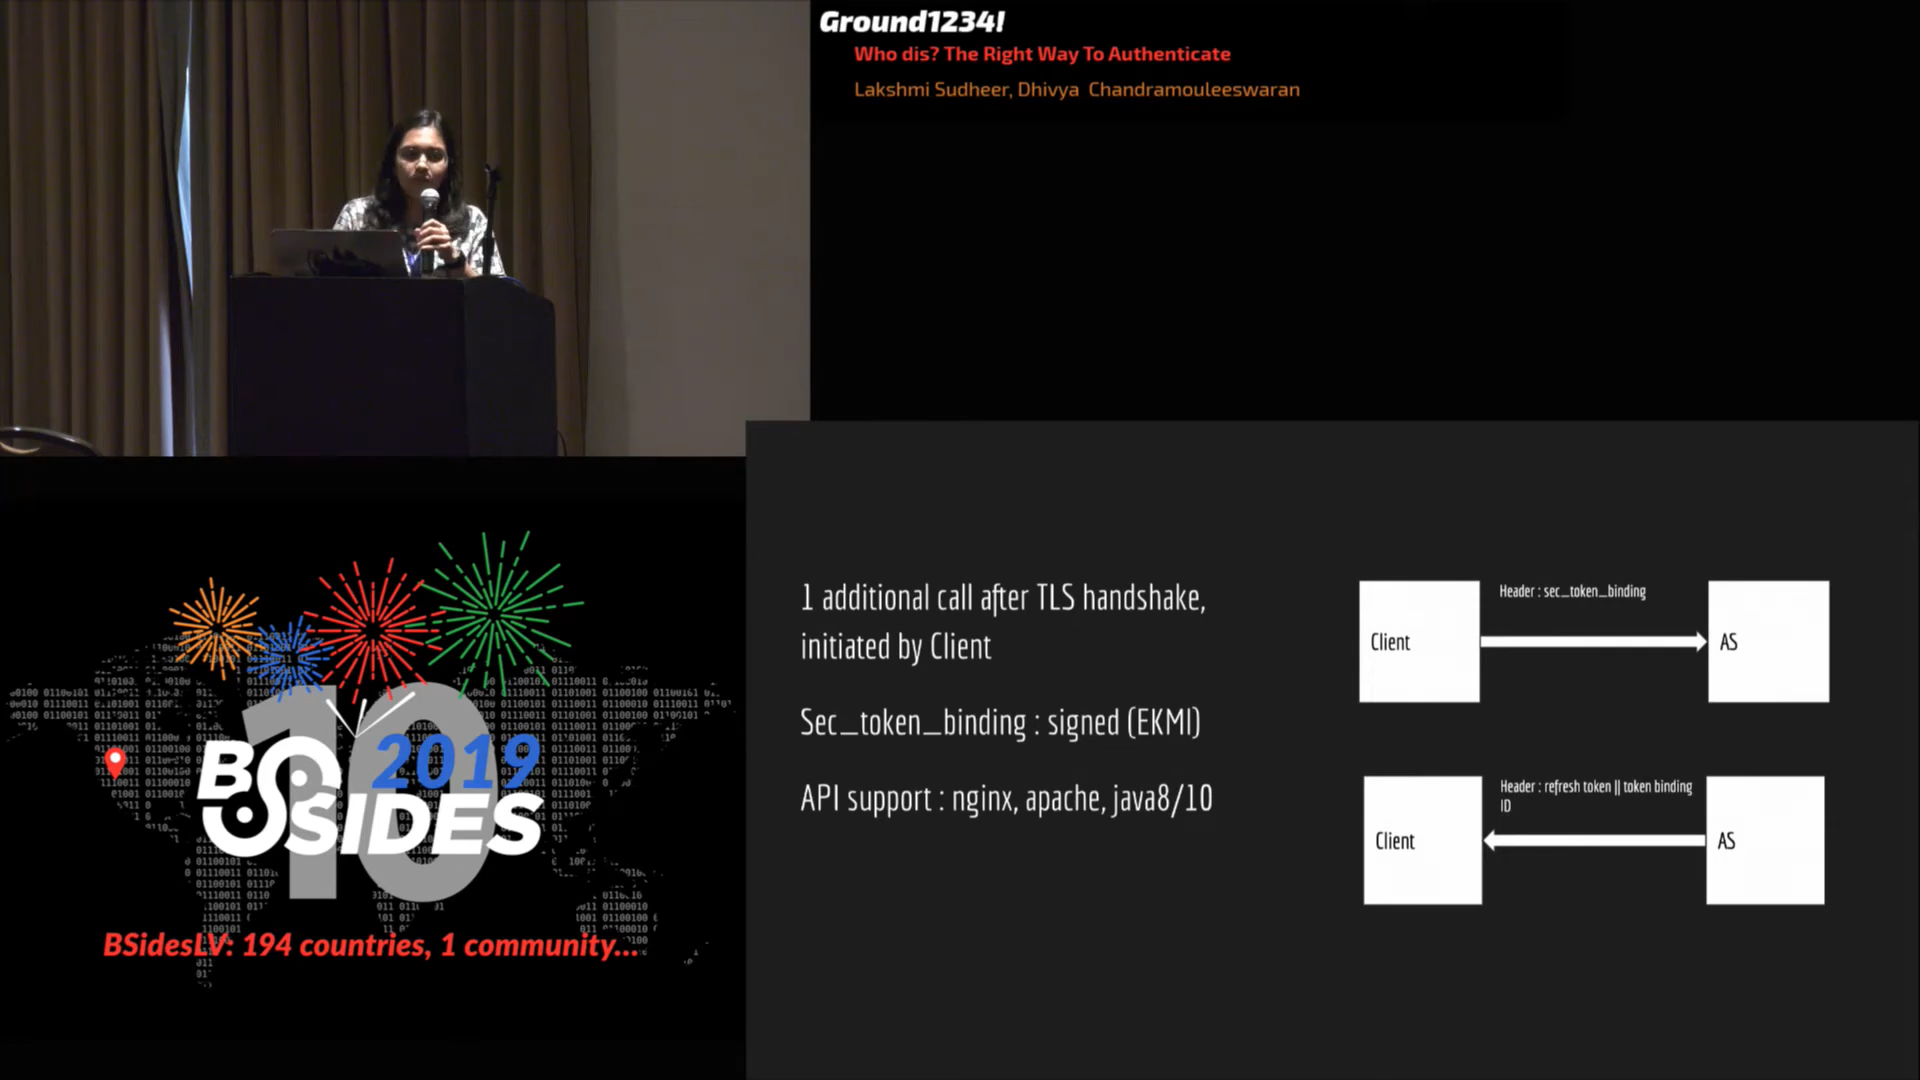 Ground1234!
Who dis? The Right Way To Authenticate
Lakshmi Sudheer, Dhivya Chandramouleeswaran
10
BSIDES
2019
BSidesLV: 194 countries, 1 community...
1 additional call after TLS handshake,
initiated by Client
Sec_token_binding : signed (EKMI)
API support : nginx, apache, java8/10
Client
Header : sec_token_binding
AS
Client
Header : refresh token || token binding
ID
AS